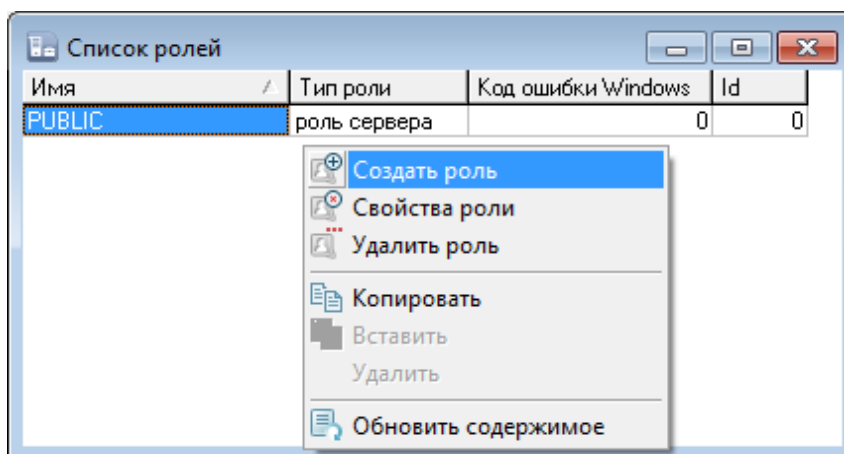 Список ролей
Имя Тип роли Код ошибки Windows Id
PUBLIC роль сервера 0 0
Создать роль
Свойства роли
Удалить роль
Копировать
Вставить
Удалить
Обновить содержимое